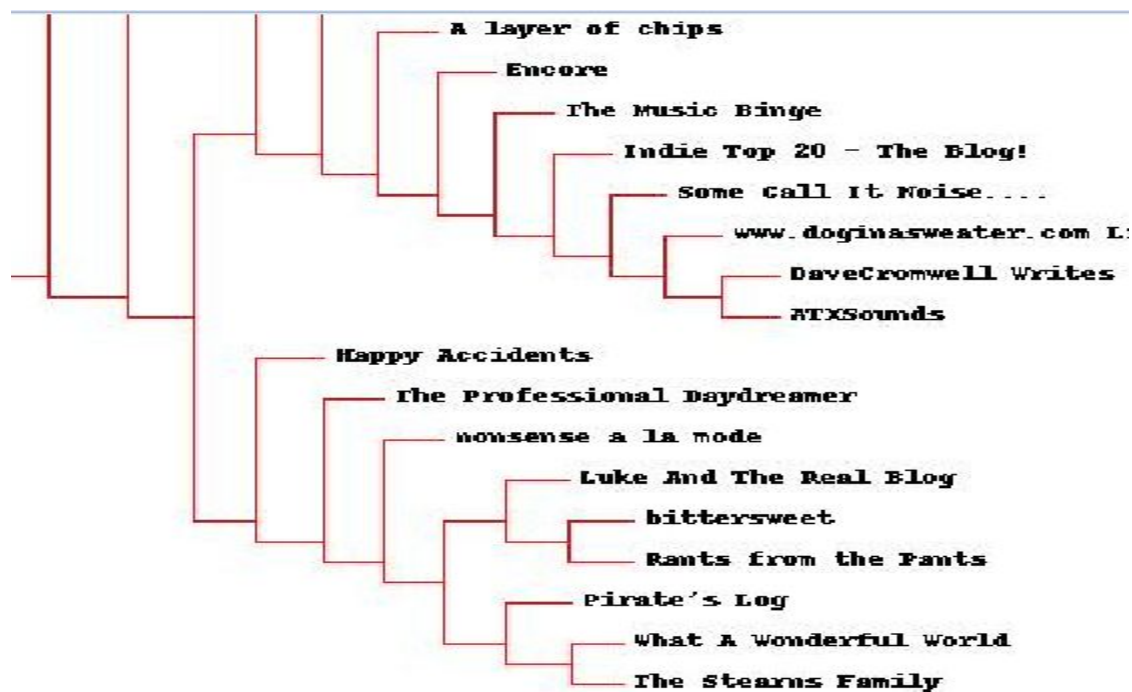 A layer of chips
Encore
The Music Binge
Indie Top 20 - The Blog!
Some Call It Noise....
www.doginasweater.com Li
DaveCromwell Writes
ATXSounds
Happy Accidents
The Professional Daydreamer
nonsense a la mode
Luke And The Real Blog
bittersweet
Rants from the Pants
Pirate's Log
What A Wonderful World
The Stearns Family